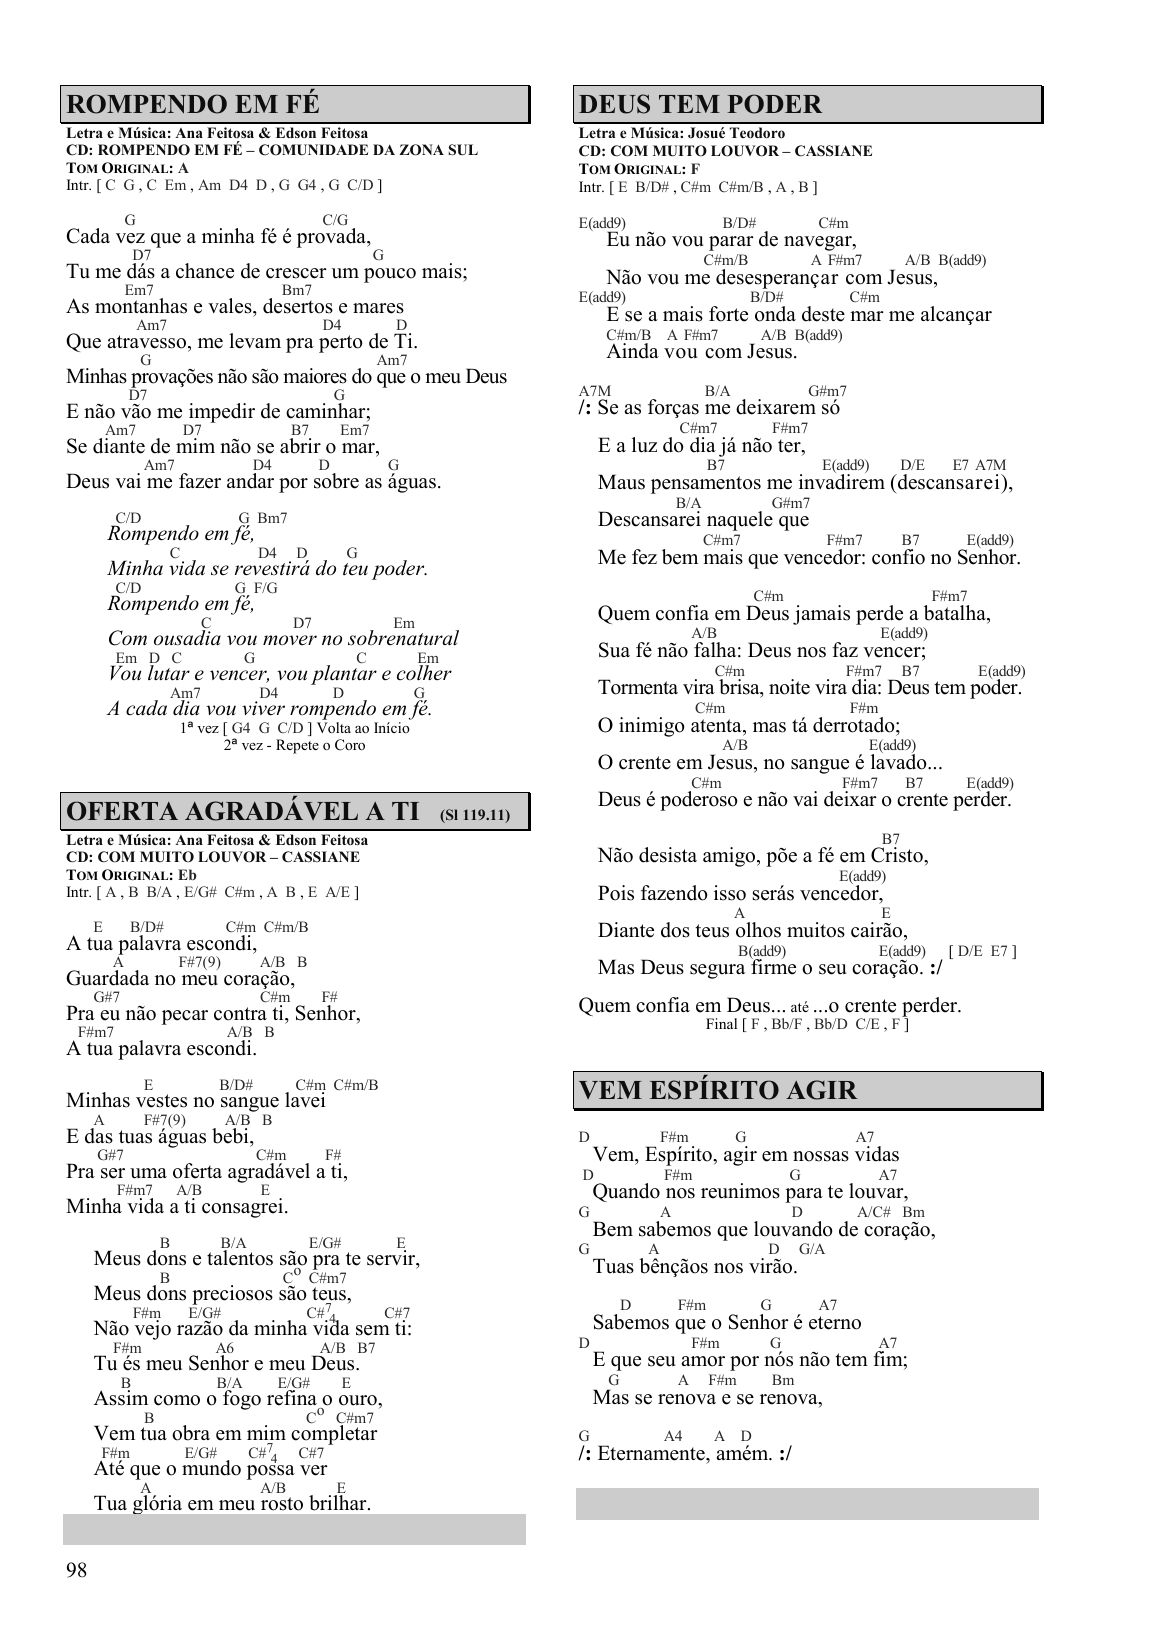 ROMPENDO EM FÉ
Letra e Música: Ana Feitosa & Edson Feitosa
CD: ROMPENDO EM FÉ – COMUNIDADE DA ZONA SUL
TOM ORIGINAL: A
Intr. [ C G , C Em , Am D4 D , G G4 , G C/D ]
G C/G
Cada vez que a minha fé é provada,
D7 G
Tu me dás a chance de crescer um pouco mais;
Em7 Bm7
As montanhas e vales, desertos e mares
Am7 D4 D
Que atravesso, me levam pra perto de Ti.
G Am7
Minhas provações não são maiores do que o meu Deus
D7 G
E não vão me impedir de caminhar;
Am7 D7 B7 Em7
Se diante de mim não se abrir o mar,
Am7 D4 D G
Deus vai me fazer andar por sobre as águas.
C/D G Bm7
Rompendo em fé,
C D4 D G
Minha vida se revestirá do teu poder.
C/D G F/G
Rompendo em fé,
C D7 Em
Com ousadia vou mover no sobrenatural
Em D C G C Em
Vou lutar e vencer, vou plantar e colher
Am7 D4 D G
A cada dia vou viver rompendo em fé.
1ª vez [ G4 G C/D ] Volta ao Início
2ª vez - Repete o Coro
OFERTA AGRADÁVEL A TI (Sl 119.11)
Letra e Música: Ana Feitosa & Edson Feitosa
CD: COM MUITO LOUVOR – CASSIANE
TOM ORIGINAL: Eb
Intr. [ A , B B/A , E/G# C#m , A B , E A/E ]
E B/D# C#m C#m/B
A tua palavra escondi,
A F#7(9) A/B B
Guardada no meu coração,
G#7 C#m F#
Pra eu não pecar contra ti, Senhor,
F#m7 A/B B
A tua palavra escondi.
E B/D# C#m C#m/B
Minhas vestes no sangue lavei
A F#7(9) A/B B
E das tuas águas bebi,
G#7 C#m F#
Pra ser uma oferta agradável a ti,
F#m7 A/B E
Minha vida a ti consagrei.
B B/A E/G# E
Meus dons e talentos são pra te servir,
B Cº C#m7
Meus dons preciosos são teus,
F#m E/G# C#7 4 C#7
Não vejo razão da minha vida sem ti:
F#m A6 A/B B7
Tu és meu Senhor e meu Deus.
B B/A E/G# E
Assim como o fogo refina o ouro,
B Cº C#m7
Vem tua obra em mim completar
F#m E/G# C#7 4 C#7
Até que o mundo possa ver
A A/B E
Tua glória em meu rosto brilhar.
98
DEUS TEM PODER
Letra e Música: Josué Teodoro
CD: COM MUITO LOUVOR – CASSIANE
TOM ORIGINAL: F
Intr. [ E B/D# , C#m C#m/B , A , B ]
E(add9) B/D# C#m
Eu não vou parar de navegar,
C#m/B A F#m7 A/B B(add9)
Não vou me desesperançar com Jesus,
E(add9) B/D# C#m
E se a mais forte onda deste mar me alcançar
C#m/B A F#m7 A/B B(add9)
Ainda vou com Jesus.
A7M B/A G#m7
/: Se as forças me deixarem só
C#m7 F#m7
E a luz do dia já não ter,
B7 E(add9) D/E E7 A7M
Maus pensamentos me invadirem (descansarei),
B/A G#m7
Descansarei naquele que
C#m7 F#m7 B7 E(add9)
Me fez bem mais que vencedor: confio no Senhor.
C#m F#m7
Quem confia em Deus jamais perde a batalha,
A/B E(add9)
Sua fé não falha: Deus nos faz vencer;
C#m F#m7 B7 E(add9)
Tormenta vira brisa, noite vira dia: Deus tem poder.
C#m F#m
O inimigo atenta, mas tá derrotado;
A/B E(add9)
O crente em Jesus, no sangue é lavado...
C#m F#m7 B7 E(add9)
Deus é poderoso e não vai deixar o crente perder.
B7
Não desista amigo, põe a fé em Cristo,
E(add9)
Pois fazendo isso serás vencedor,
A E
Diante dos teus olhos muitos cairão,
B(add9) E(add9) [ D/E E7 ]
Mas Deus segura firme o seu coração. :/
Quem confia em Deus... até ...o crente perder.
Final [ F , Bb/F , Bb/D C/E , F ]
VEM ESPÍRITO AGIR
D F#m G A7
Vem, Espírito, agir em nossas vidas
D F#m G A7
Quando nos reunimos para te louvar,
G A D A/C# Bm
Bem sabemos que louvando de coração,
G A D G/A
Tuas bênçãos nos virão.
D F#m G A7
Sabemos que o Senhor é eterno
D F#m G A7
E que seu amor por nós não tem fim;
G A F#m Bm
Mas se renova e se renova,
G A4 A D
/: Eternamente, amém. :/